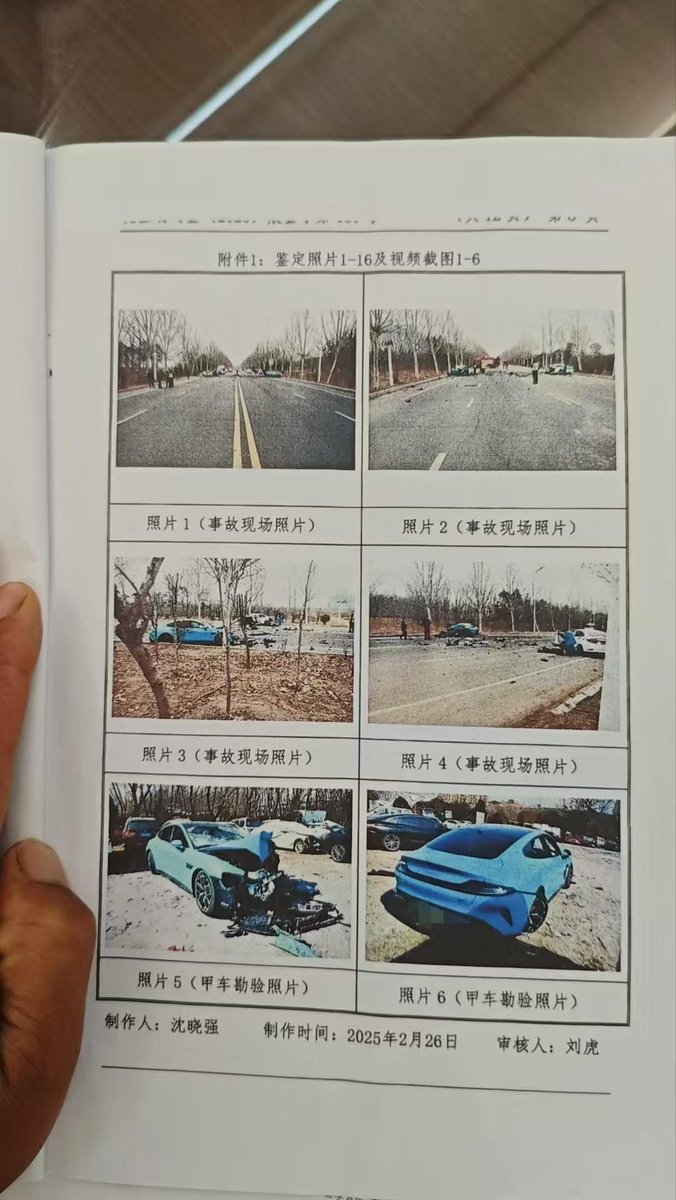 附件1：鉴定照片1-16及视频截图1-6
照片1（事故现场照片） 照片2（事故现场照片）
照片3（事故现场照片） 照片4（事故现场照片）
照片5（甲车勘验照片） 照片6（甲车勘验照片）
制作人：沈晓强 制作时间：2025年2月26日 审核人：刘虎